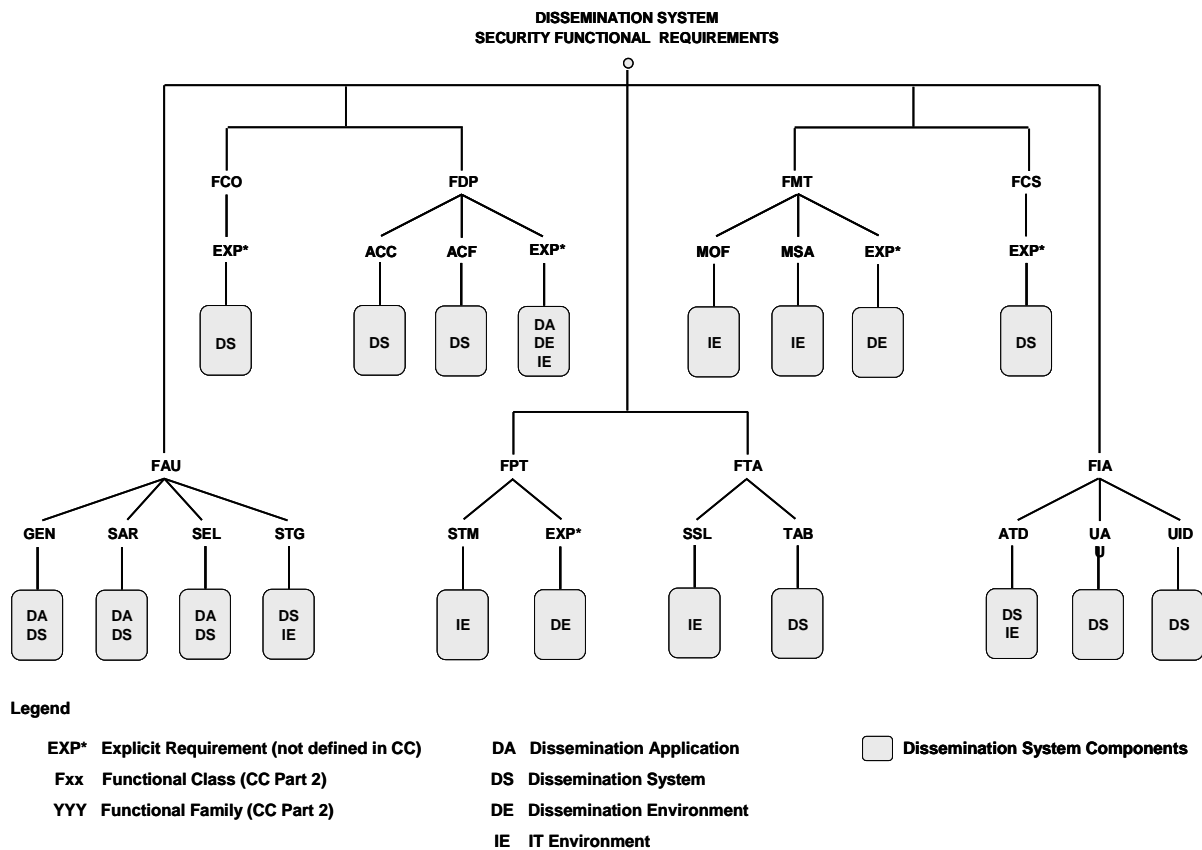 DISSEMINATION SYSTEM
SECURITY FUNCTIONAL REQUIREMENTS
FCO FDP FMT FCS
EXP* ACC ACF EXP* MOF MSA EXP* EXP*
DS DS DS DA DE IE IE IE DE DS
FAU FPT FTA FIA
GEN SAR SEL STG STM EXP* SSL TAB ATD UA U UID
DA DS DA DS DA DS DS IE IE DE IE DS DS IE DS DS
Legend
EXP* Explicit Requirement (not defined in CC)
Fxx Functional Class (CC Part 2)
YYY Functional Family (CC Part 2)
DA Dissemination Application
DS Dissemination System
DE Dissemination Environment
IE IT Environment
Dissemination System Components